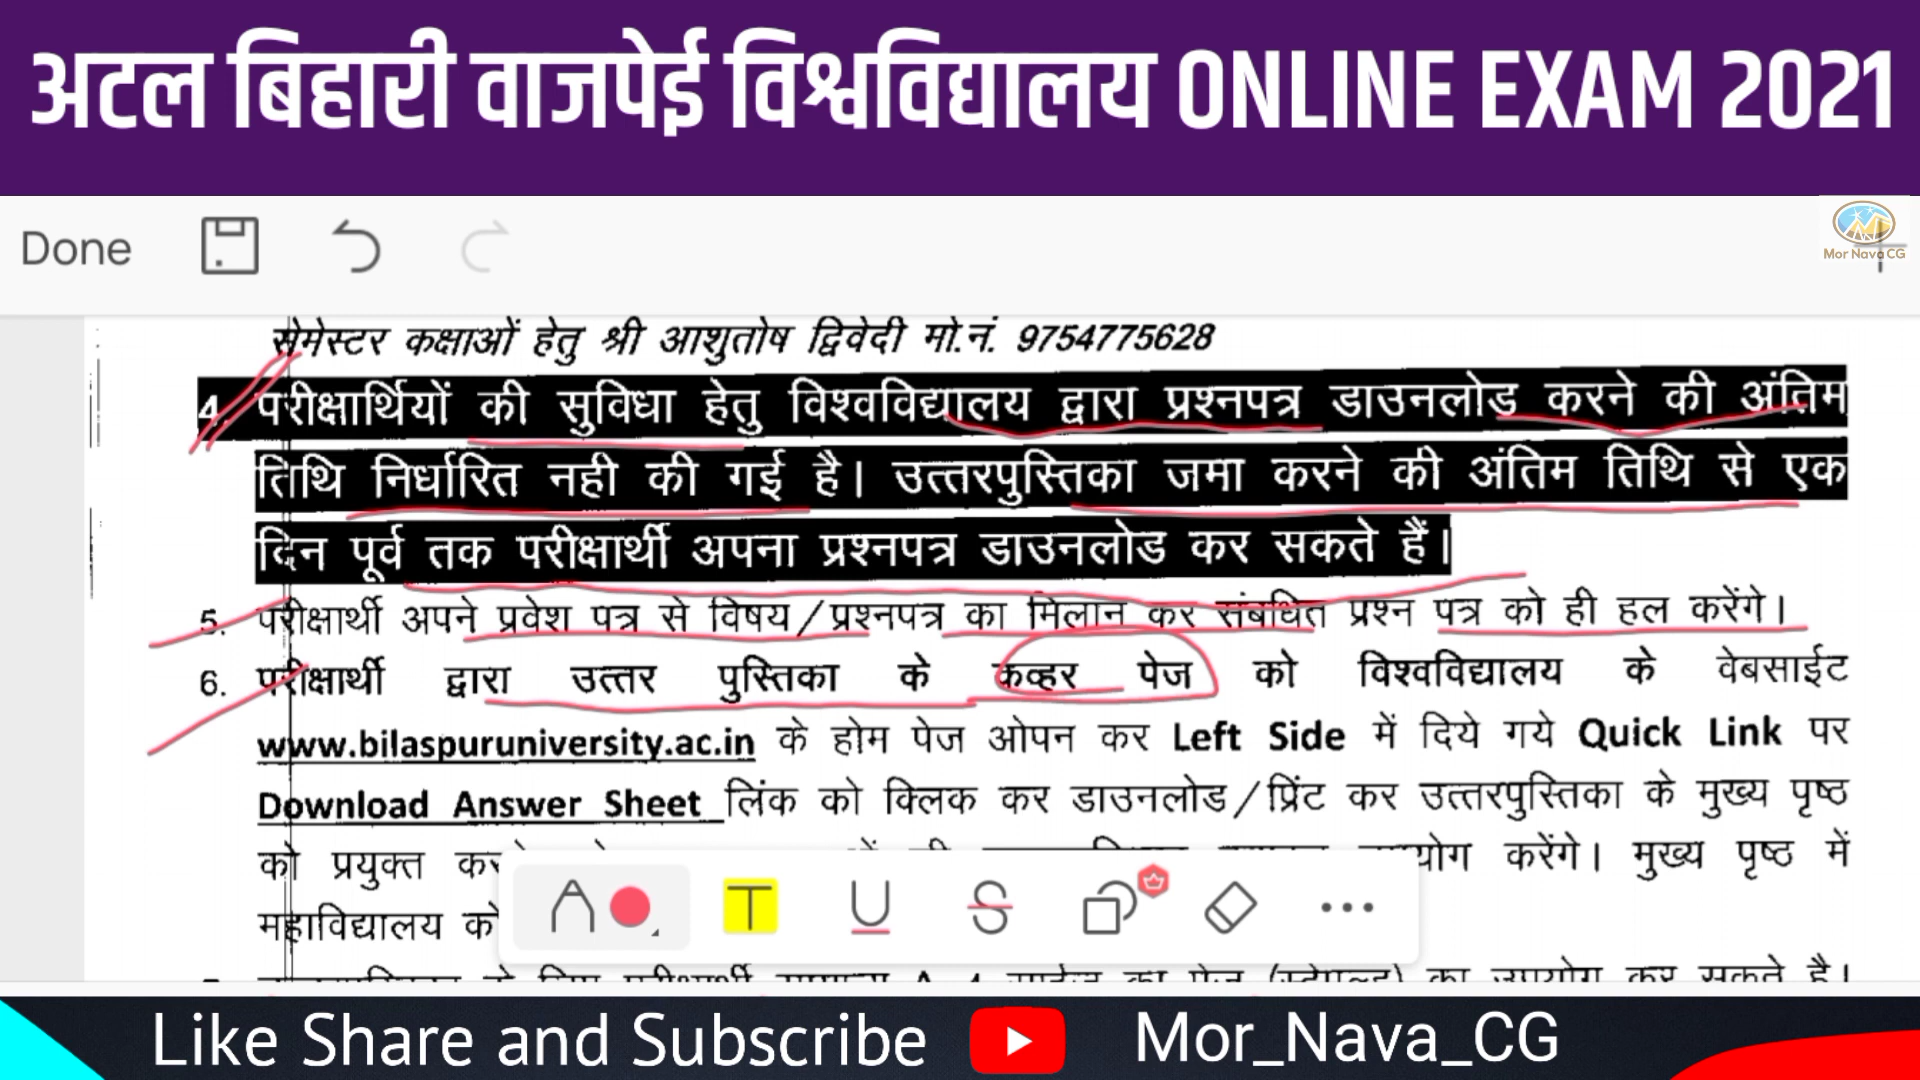 अटल बिहारी वाजपेई विश्वविद्यालय ONLINE EXAM 2021
Done
Mor Nava CG
सेमेस्टर कक्षाओं हेतु श्री आशुतोष द्विवेदी मो.नं. 9754775628
4. परीक्षार्थियों की सुविधा हेतु विश्वविद्यालय द्वारा प्रश्नपत्र डाउनलोड करने की अंतिम
तिथि निर्धारित नही की गई है। उत्तरपुस्तिका जमा करने की अंतिम तिथि से एक
दिन पूर्व तक परीक्षार्थी अपना प्रश्नपत्र डाउनलोड कर सकते हैं।
5. परीक्षार्थी अपने प्रवेश पत्र से विषय/प्रश्नपत्र का मिलान कर संबधित प्रश्न पत्र को ही हल करेंगे।
6. परीक्षार्थी द्वारा उत्तर पुस्तिका के कव्हर पेज को विश्वविद्यालय के वेबसाईट
www.bilaspuruniversity.ac.in के होम पेज ओपन कर Left Side में दिये गये Quick Link पर
Download Answer Sheet लिंक को क्लिक कर डाउनलोड/प्रिंट कर उत्तरपुस्तिका के मुख्य पृष्ठ
को प्रयुक्त करेंगे। मुख्य पृष्ठ में
महाविद्यालय को
का उपयोग कर सकते है।
Like Share and Subscribe Mor_Nava_CG